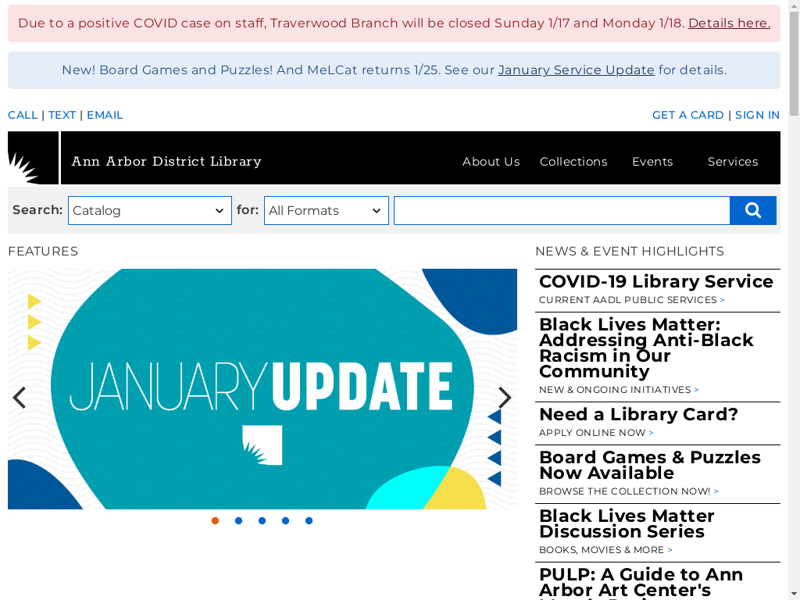 Due to a positive COVID case on staff, Traverwood Branch will be closed Sunday 1/17 and Monday 1/18. Details here.
New! Board Games and Puzzles! And MeLCat returns 1/25. See our January Service Update for details.
CALL | TEXT | EMAIL
GET A CARD | SIGN IN
Ann Arbor District Library
About Us Collections Events Services
Search: Catalog for: All Formats
FEATURES
JANUARY UPDATE
NEWS & EVENT HIGHLIGHTS
COVID-19 Library Service
CURRENT AADL PUBLIC SERVICES >
Black Lives Matter:
Addressing Anti-Black
Racism in Our
Community
NEW & ONGOING INITIATIVES >
Need a Library Card?
APPLY ONLINE NOW >
Board Games & Puzzles
Now Available
BROWSE THE COLLECTION NOW! >
Black Lives Matter
Discussion Series
BOOKS, MOVIES & MORE >
PULP: A Guide to Ann
Arbor Art Center's